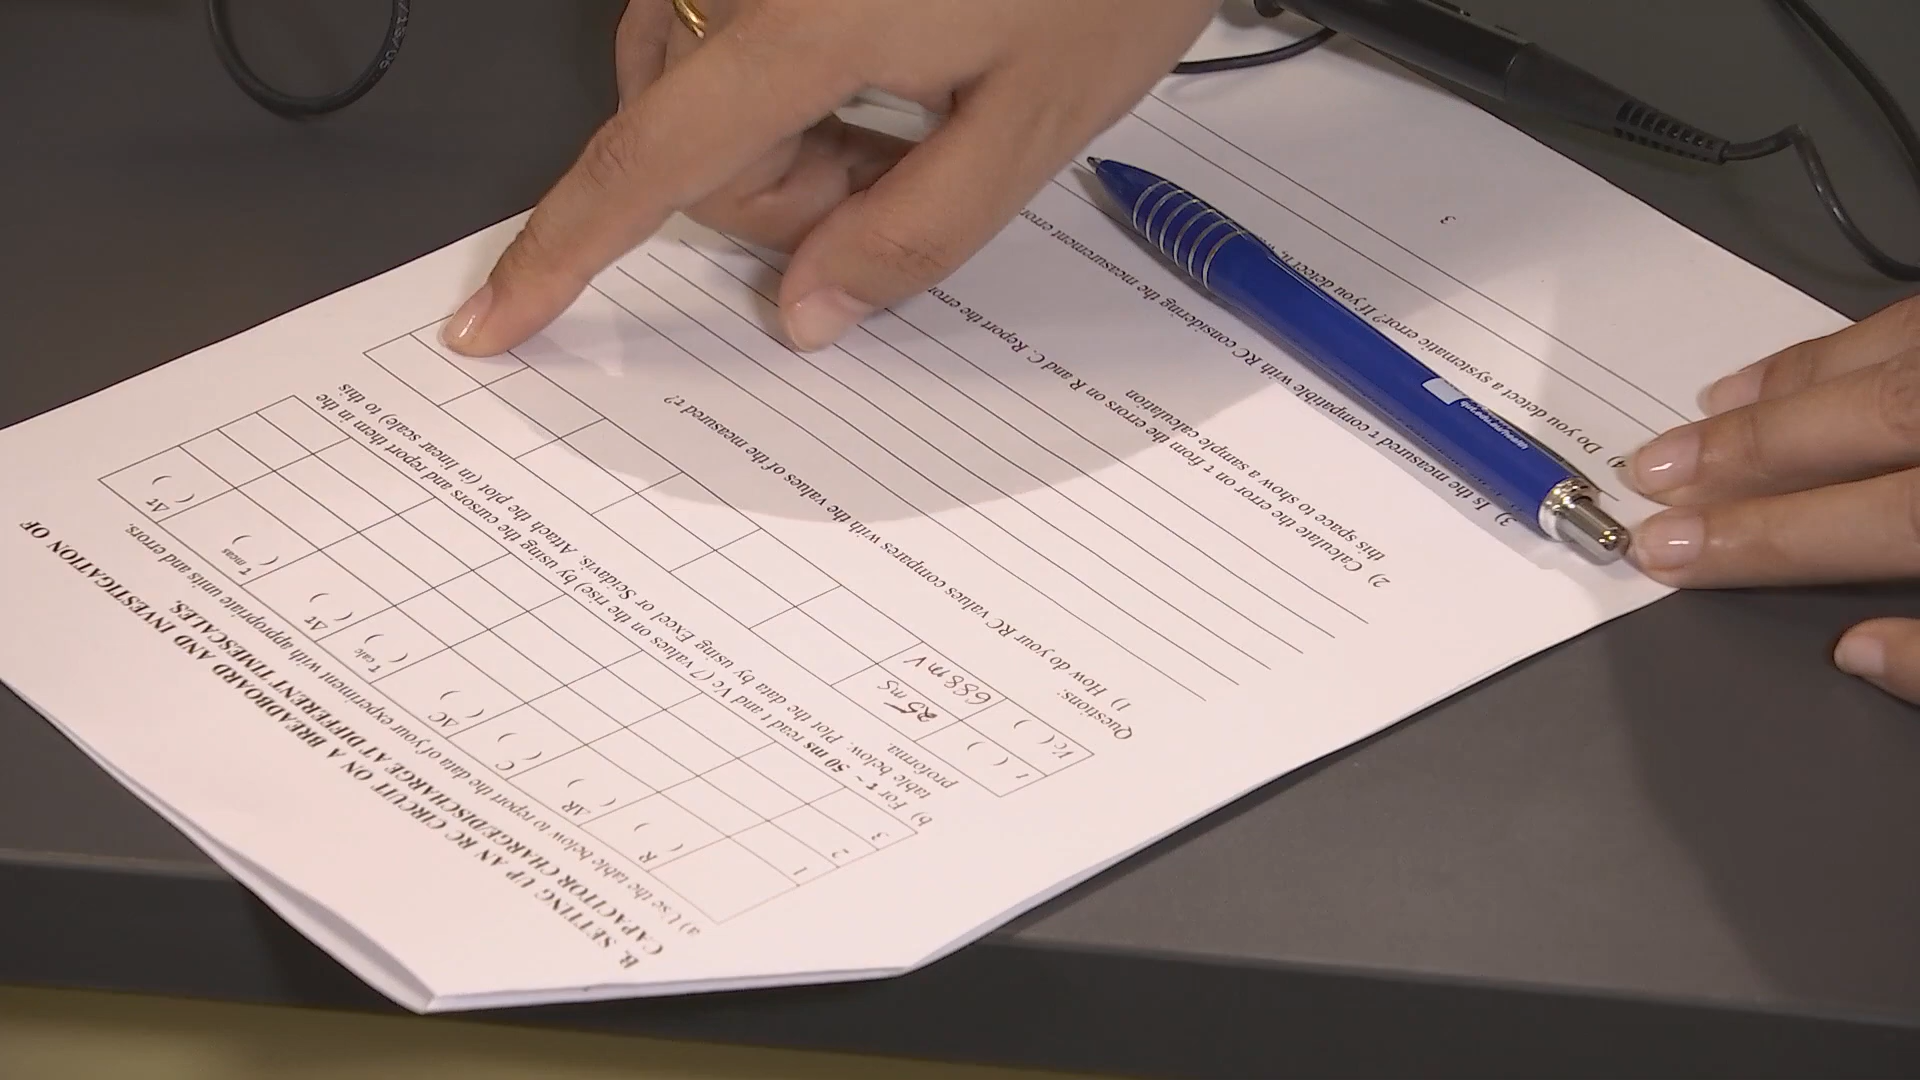 B. SETTING UP AN RC CIRCUIT ON A BREADBOARD AND INVESTIGATION OF
CAPACITOR CHARGE/DISCHARGE AT DIFFERENT TIMESCALES.
a) Use the table below to report the data of your experiment with appropriate units and errors.
R ( ) ΔR ( ) C ( ) ΔC ( ) τ calc ( ) Δτ ( ) τ meas ( ) Δτ ( )
1
2
3
b) For τ ~ 50 ms read t and Vc (7 values on the rise) by using the cursors and report them in the
table below. Plot the data by using Excel or Scidavis. Attach the plot (in linear scale) to this
proforma.
t ( ) 25 ms
Vc ( ) 688 mV
Questions:
1) How do your RC values compares with the values of the measured τ?
2) Calculate the error on τ from the errors on R and C. Report the error
this space to show a sample calculation
3) Is the measured τ compatible with RC considering the measurement error
4) Do you detect a systematic error? If you detect it,
3